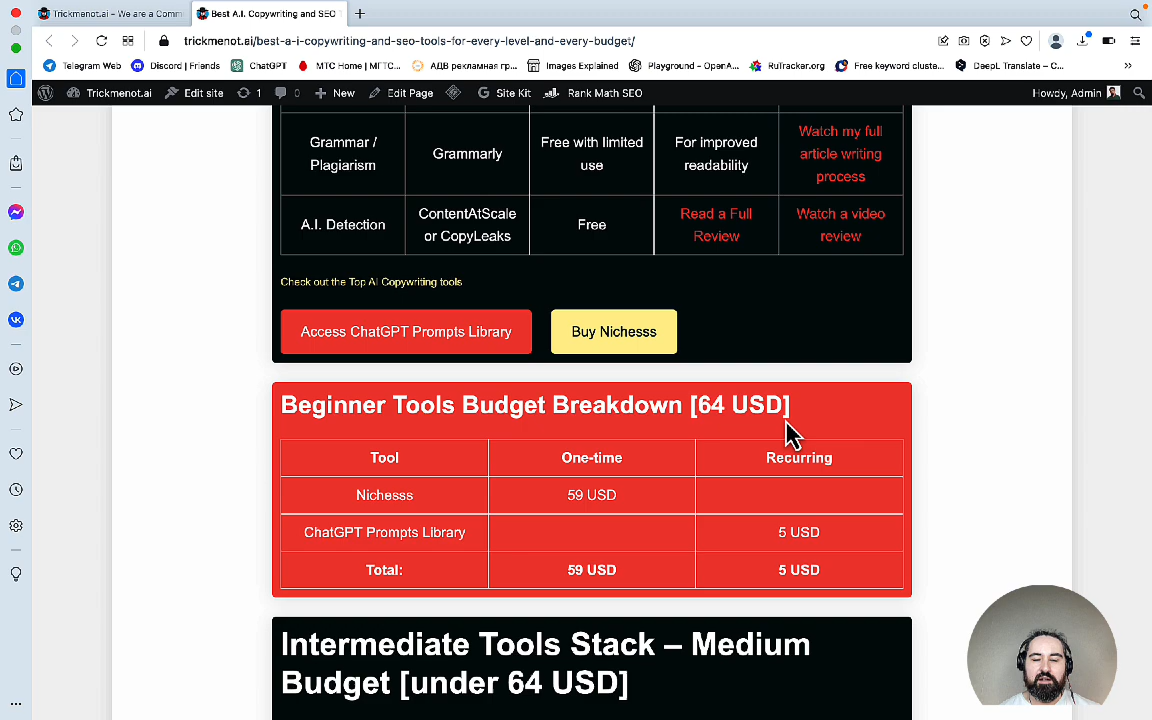 Trickmenot.ai – We are a Comm
Best A.I. Copywriting and SEO T
trickmenot.ai/best-a-i-copywriting-and-seo-tools-for-every-level-and-every-budget/
Telegram Web
Discord | Friends
ChatGPT
МТС Home | МГТС...
АДВ рекламная гр...
Images Explained
Playground – OpenA...
RuTracker.org
Free keyword cluste...
DeepL Translate – C...
Trickmenot.ai
Edit site
1
0
New
Edit Page
Site Kit
Rank Math SEO
Howdy, Admin
Grammar /
Plagiarism
Grammarly
Free with limited
use
For improved
readability
Watch my full
article writing
process
A.I. Detection
ContentAtScale
or CopyLeaks
Free
Read a Full
Review
Watch a video
review
Check out the Top AI Copywriting tools
Access ChatGPT Prompts Library
Buy Nichesss
Beginner Tools Budget Breakdown [64 USD]
Tool
One-time
Recurring
Nichesss
59 USD
ChatGPT Prompts Library
5 USD
Total:
59 USD
5 USD
Intermediate Tools Stack – Medium
Budget [under 64 USD]